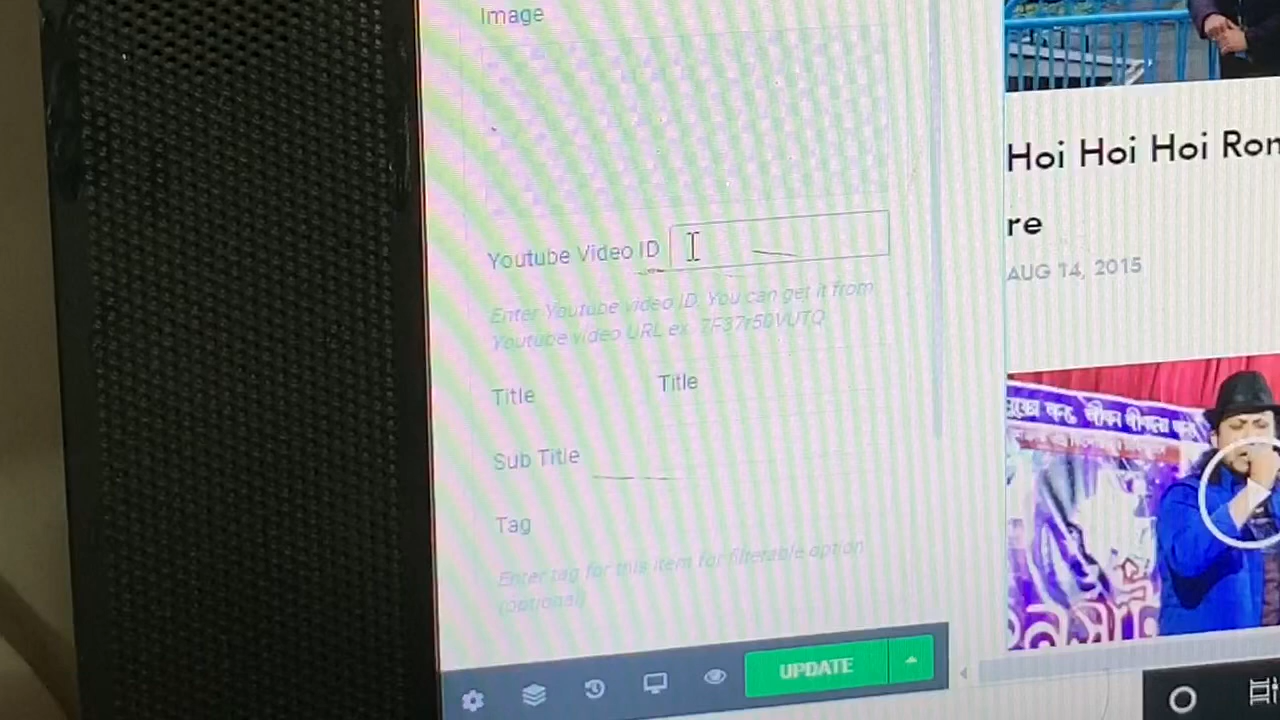 Image
Youtube Video ID
Enter Youtube video ID. You can get it from
Youtube video URL ex. 7F37r50VUTQ
Title Title
Sub Title
Tag
Enter tag for this item for filterable option
(optional)
UPDATE
Hoi Hoi Hoi
re
AUG 14, 2015